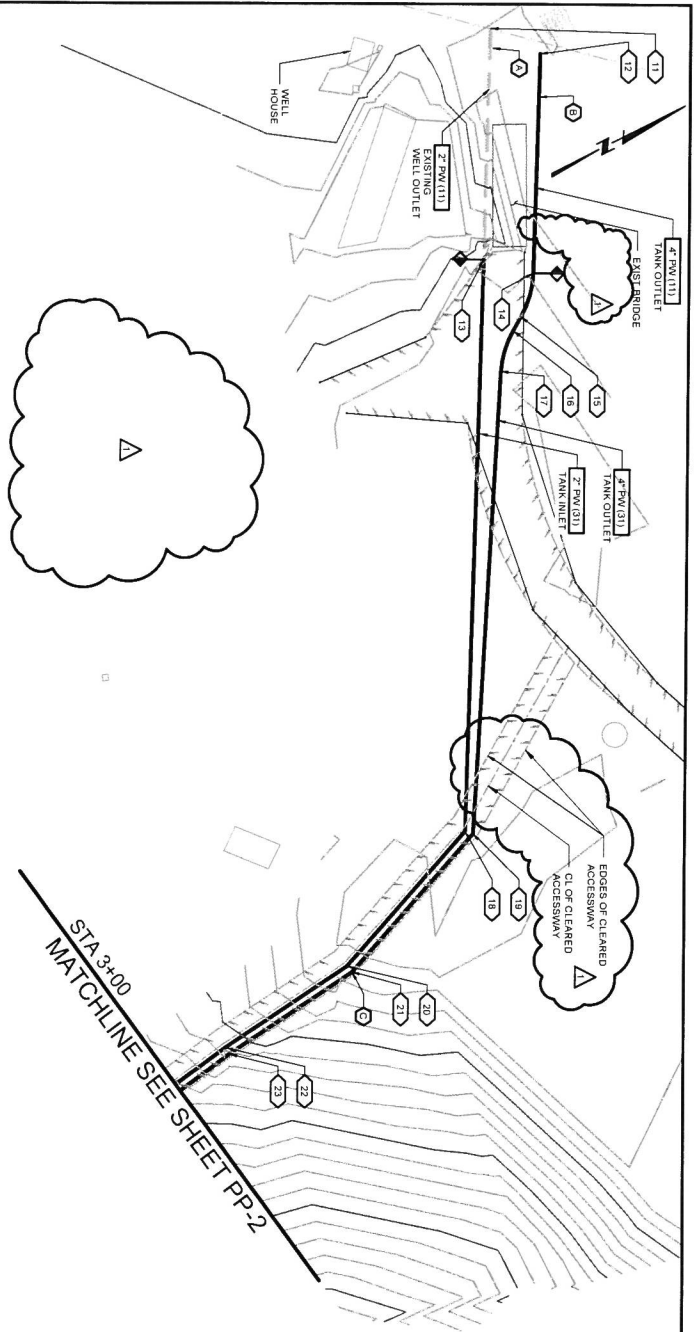 11
12
A
B
N
WELL
HOUSE
2" PW (11)
EXISTING
WELL OUTLET
4" PW (11)
TANK OUTLET
EXIST BRIDGE
1
13
14
15
16
17
4" PW (31)
TANK OUTLET
2" PW (31)
TANK INLET
1
EDGES OF CLEARED
ACCESSWAY
CL OF CLEARED
ACCESSWAY
1
19
18
20
21
C
22
23
STA 3+00
MATCHLINE SEE SHEET PP-2